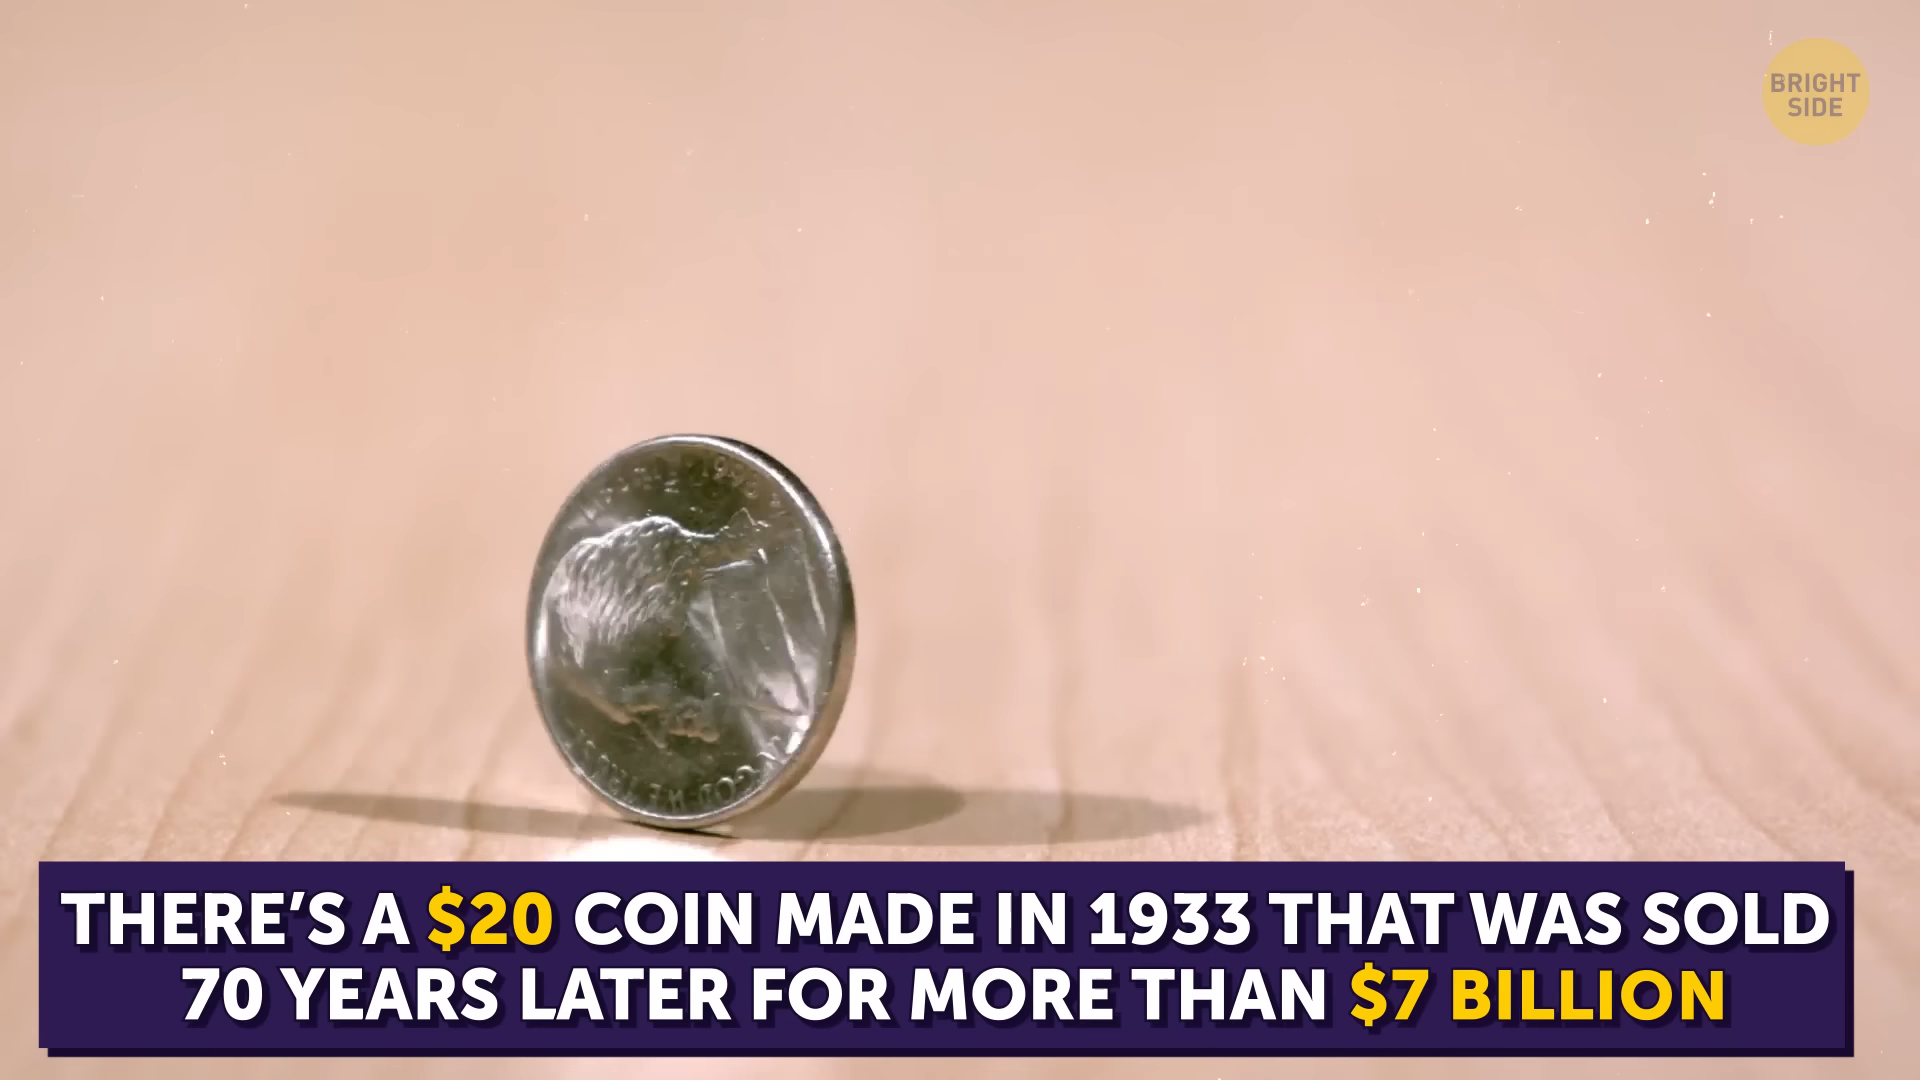 BRIGHT
SIDE
THERE’S A $20 COIN MADE IN 1933 THAT WAS SOLD
70 YEARS LATER FOR MORE THAN $7 BILLION